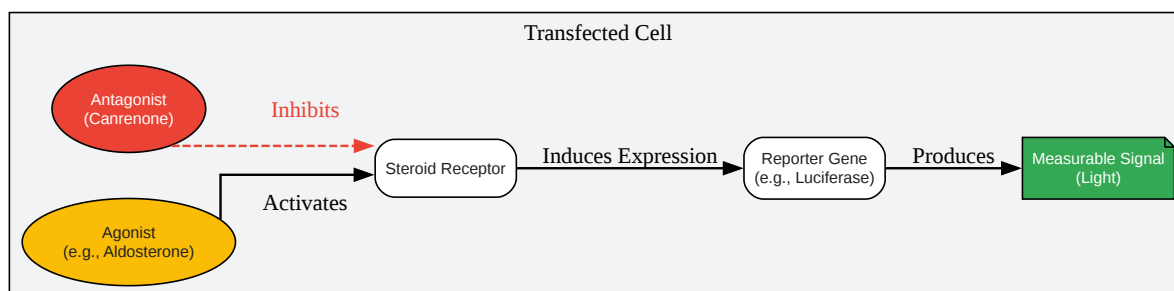 Transfected Cell
Antagonist
(Canrenone)
Inhibits
Steroid Receptor
Activates
Agonist
(e.g., Aldosterone)
Induces Expression
Reporter Gene
(e.g., Luciferase)
Produces
Measurable Signal
(Light)